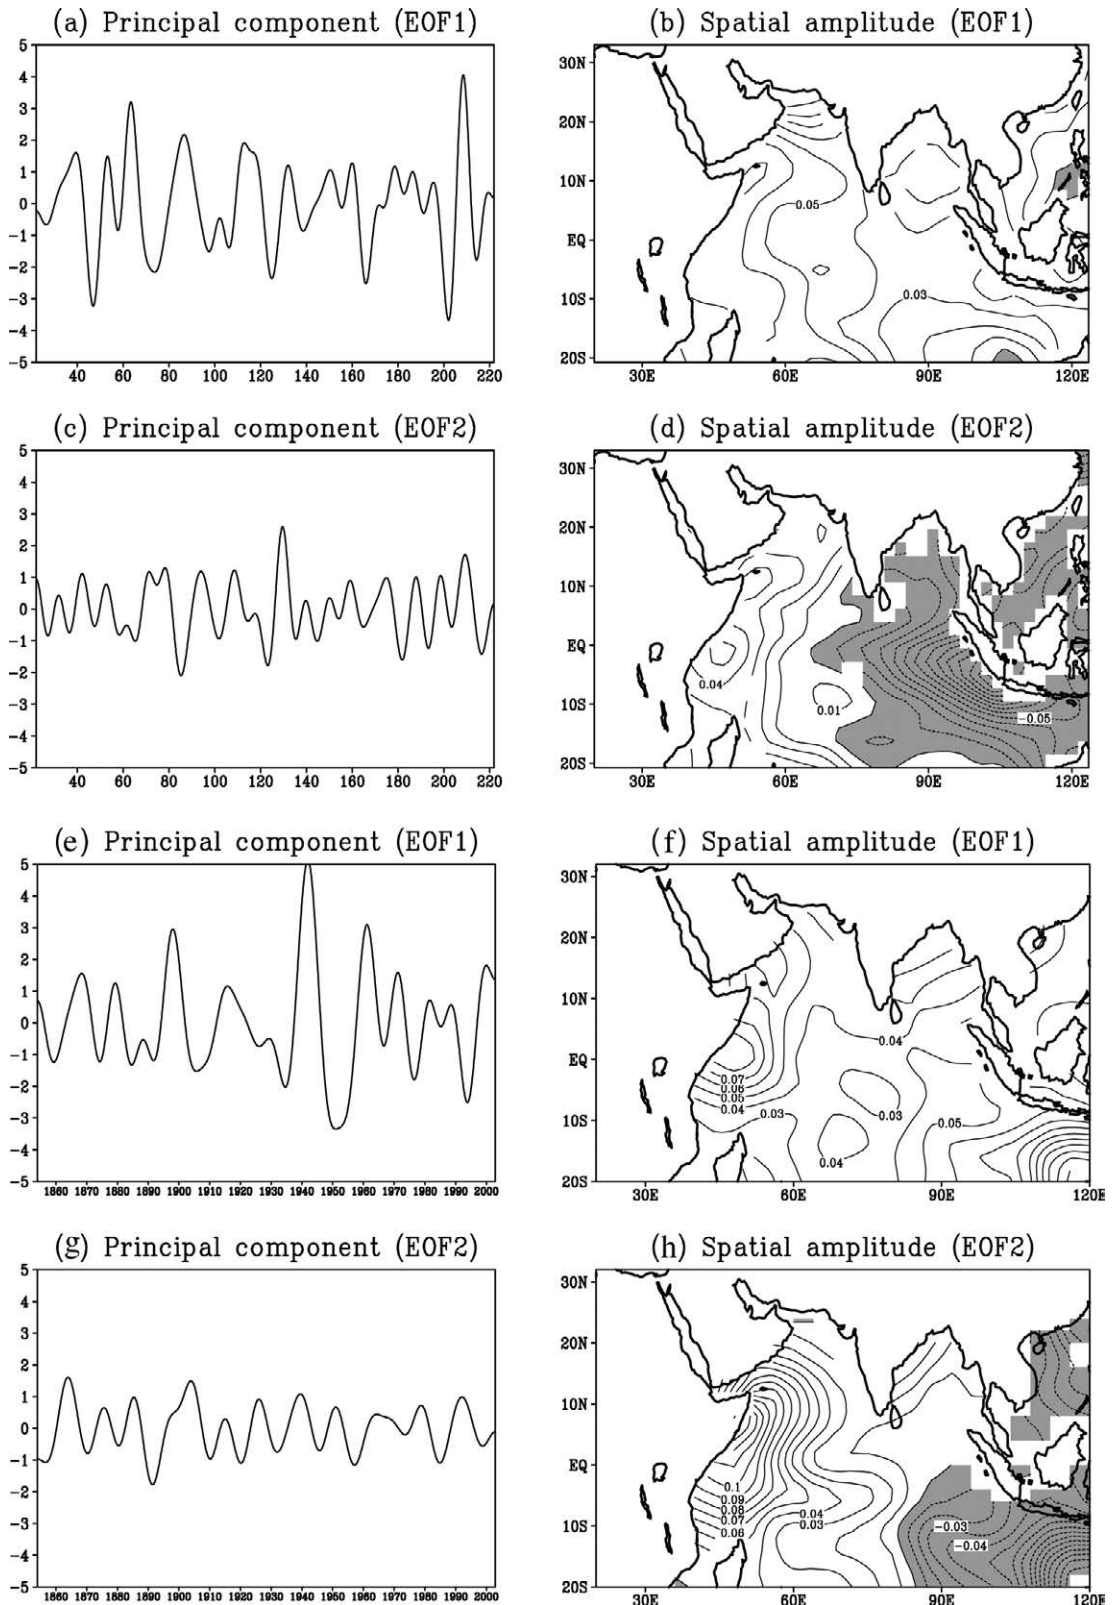 (a) Principal component (EOF1)
5
4
3
2
1
0
−1
−2
−3
−4
−5
40 60 80 100 120 140 160 180 200 220
(b) Spatial amplitude (EOF1)
30N
20N
10N
EQ
10S
20S
0.05
0.03
30E 60E 90E 120E
(c) Principal component (EOF2)
5
4
3
2
1
0
−1
−2
−3
−4
−5
40 60 80 100 120 140 160 180 200 220
(d) Spatial amplitude (EOF2)
30N
20N
10N
EQ
10S
20S
0.04
0.01
−0.05
30E 60E 90E 120E
(e) Principal component (EOF1)
5
4
3
2
1
0
−1
−2
−3
−4
−5
1860 1870 1880 1890 1900 1910 1920 1930 1940 1950 1960 1970 1980 1990 2000
(f) Spatial amplitude (EOF1)
30N
20N
10N
EQ
10S
20S
0.04
0.07
0.06
0.05
0.04
0.03
0.03
0.05
0.04
30E 60E 90E 120E
(g) Principal component (EOF2)
5
4
3
2
1
0
−1
−2
−3
−4
−5
1860 1870 1880 1890 1900 1910 1920 1930 1940 1950 1960 1970 1980 1990 2000
(h) Spatial amplitude (EOF2)
30N
20N
10N
EQ
10S
20S
0.1
0.09
0.08
0.07
0.06
0.04
0.03
−0.03
−0.04
30E 60E 90E 120E